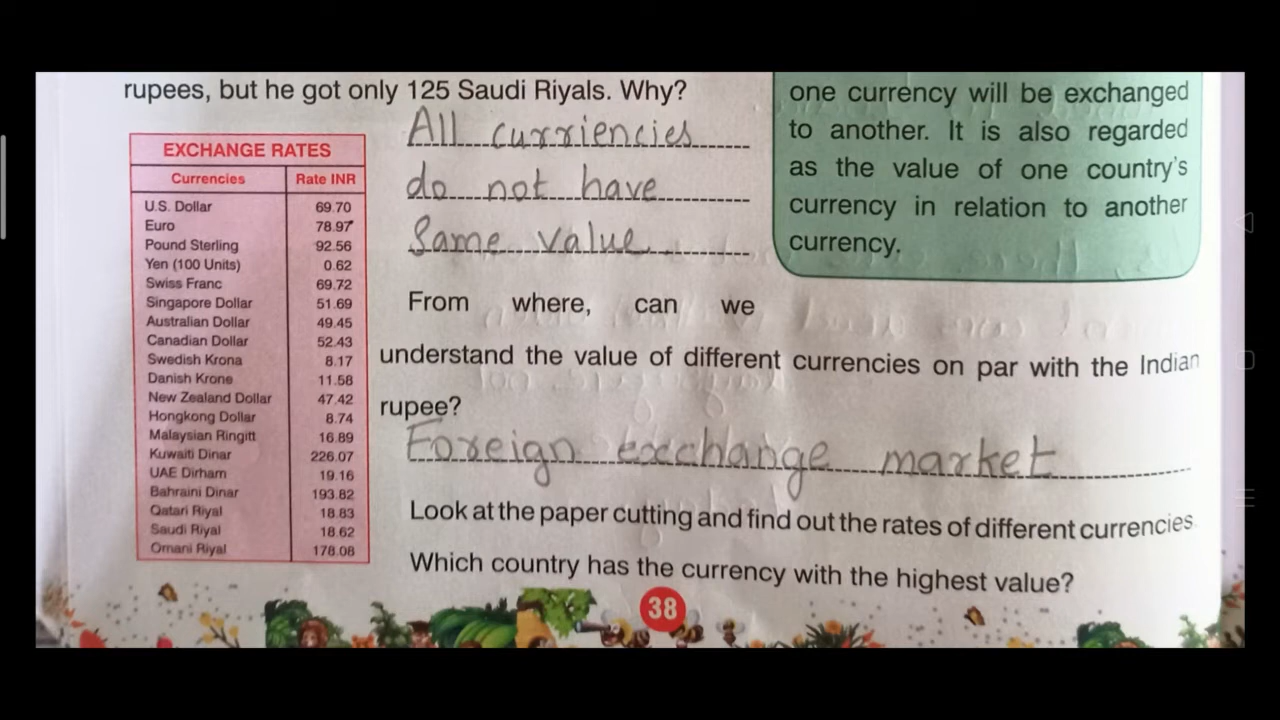 rupees, but he got only 125 Saudi Riyals. Why?
All curriencies
do not have
Same value
one currency will be exchanged
to another. It is also regarded
as the value of one country's
currency in relation to another
currency.
EXCHANGE RATES
Currencies Rate INR
U.S. Dollar 69.70
Euro 78.97
Pound Sterling 92.56
Yen (100 Units) 0.62
Swiss Franc 69.72
Singapore Dollar 51.69
Australian Dollar 49.45
Canadian Dollar 52.43
Swedish Krona 8.17
Danish Krone 11.58
New Zealand Dollar 47.42
Hongkong Dollar 8.74
Malaysian Ringitt 16.89
Kuwaiti Dinar 226.07
UAE Dirham 19.16
Bahraini Dinar 193.82
Qatari Riyal 18.83
Saudi Riyal 18.62
Omani Riyal 178.08
From where, can we
understand the value of different currencies on par with the Indian
rupee?
Foreign exchange market
Look at the paper cutting and find out the rates of different currencies
Which country has the currency with the highest value?
38